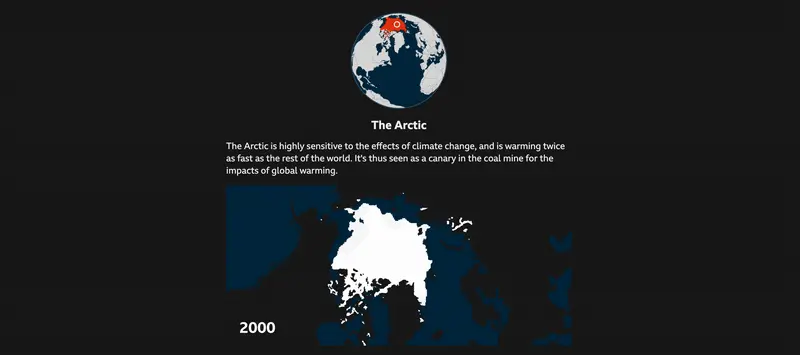 The Arctic
The Arctic is highly sensitive to the effects of climate change, and is warming twice
as fast as the rest of the world. It's thus seen as a canary in the coal mine for the
impacts of global warming.
2000